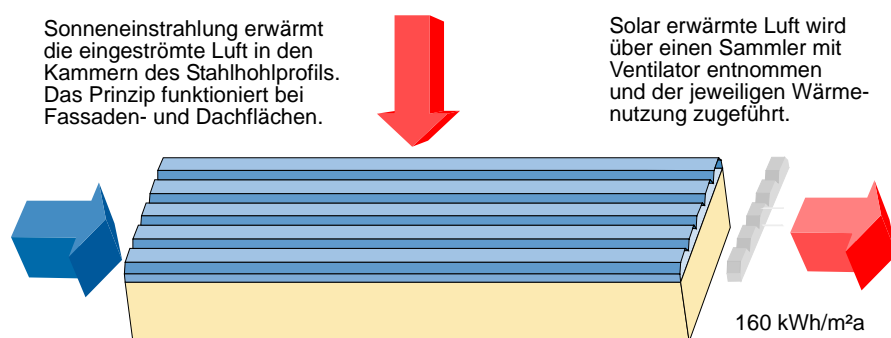 Sonneneinstrahlung erwärmt
die eingeströmte Luft in den
Kammern des Stahlhohlprofils.
Das Prinzip funktioniert bei
Fassaden- und Dachflächen.
Solar erwärmte Luft wird
über einen Sammler mit
Ventilator entnommen
und der jeweiligen Wärme-
nutzung zugeführt.
160 kWh/m²a